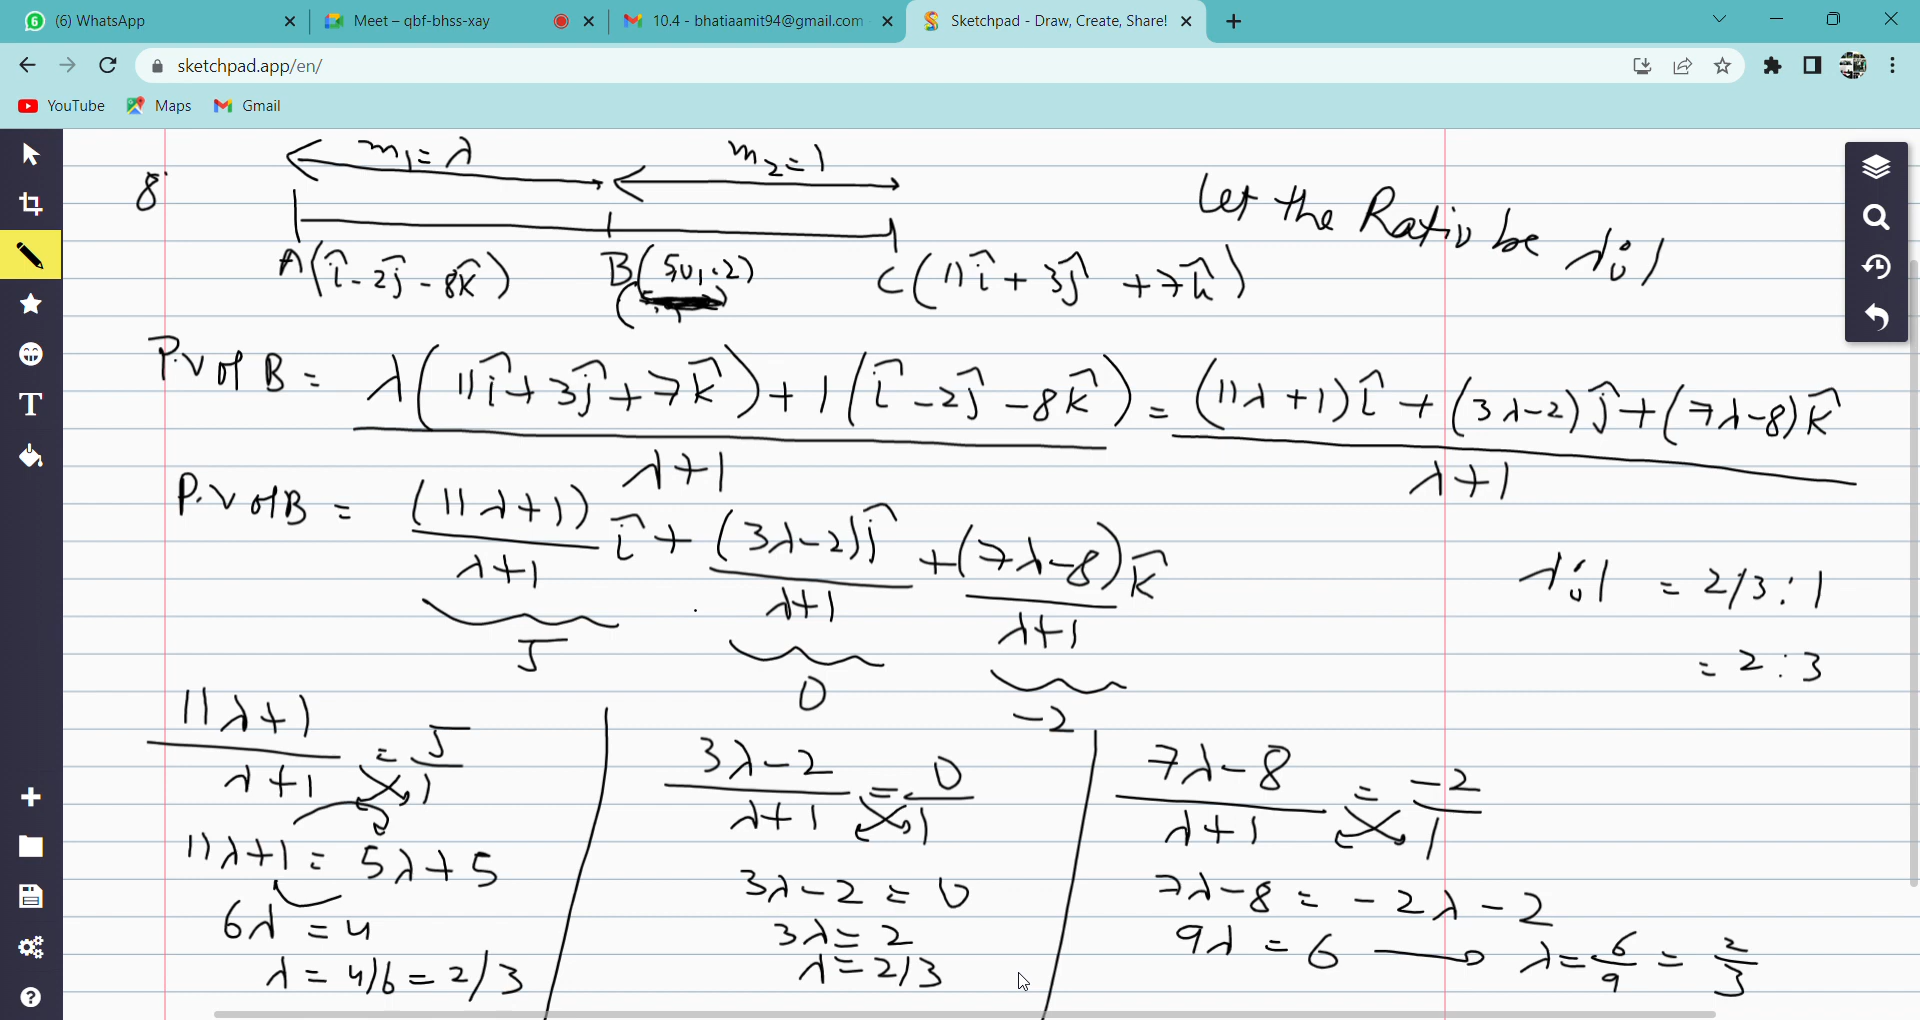 (6) WhatsApp
Meet – qbf-bhss-xay
10.4 - bhatiaamit94@gmail.com
Sketchpad - Draw, Create, Share!
sketchpad.app/en/
YouTube
Maps
Gmail
m₁ = λ
m₂ = 1
8
Let the Ratio be λ:1
A(î - 2ĵ - 8k̂)
B(5,0,-2)
C(11î + 3ĵ + 7k̂)
P.V of B = λ(11î + 3ĵ + 7k̂) + 1(î - 2ĵ - 8k̂) / λ+1 = (11λ+1)î + (3λ-2)ĵ + (7λ-8)k̂ / λ+1
P.V of B = (11λ+1)/λ+1 î + (3λ-2)ĵ/λ+1 + (7λ-8)/λ+1 k̂
5
0
-2
λ:1 = 2/3 : 1
= 2 : 3
11λ+1 / λ+1 = 5/1
11λ+1 = 5λ+5
6λ = 4
λ = 4/6 = 2/3
3λ-2 / λ+1 = 0/1
3λ-2 = 0
3λ = 2
λ = 2/3
7λ-8 / λ+1 = -2/1
7λ-8 = -2λ-2
9λ = 6 → λ = 6/9 = 2/3
T